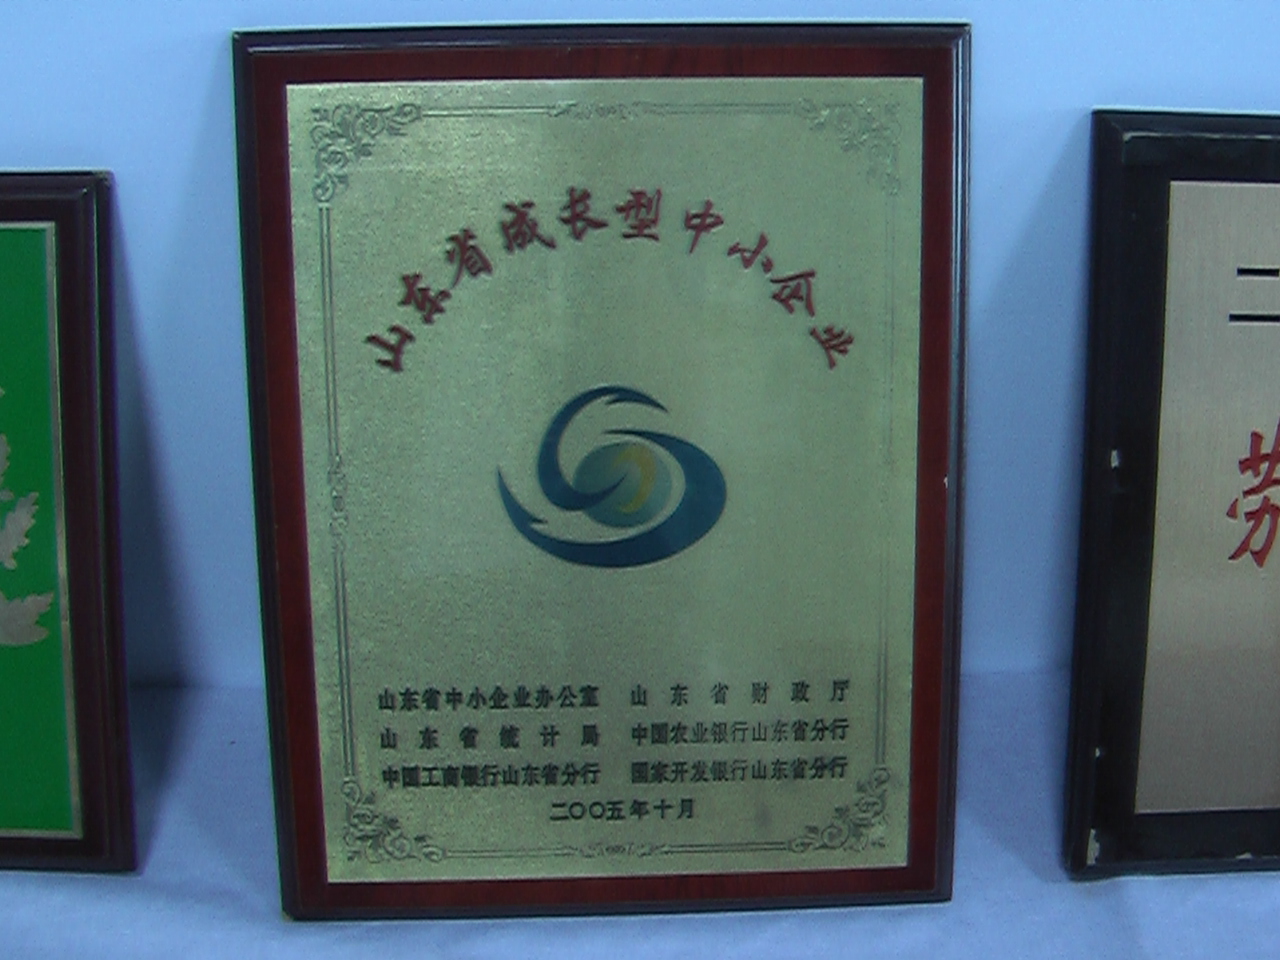 山东省成长型中小企业
山东省中小企业办公室 山东省财政厅
山东省统计局 中国农业银行山东省分行
中国工商银行山东省分行 国家开发银行山东省分行
二〇〇五年十月
劳